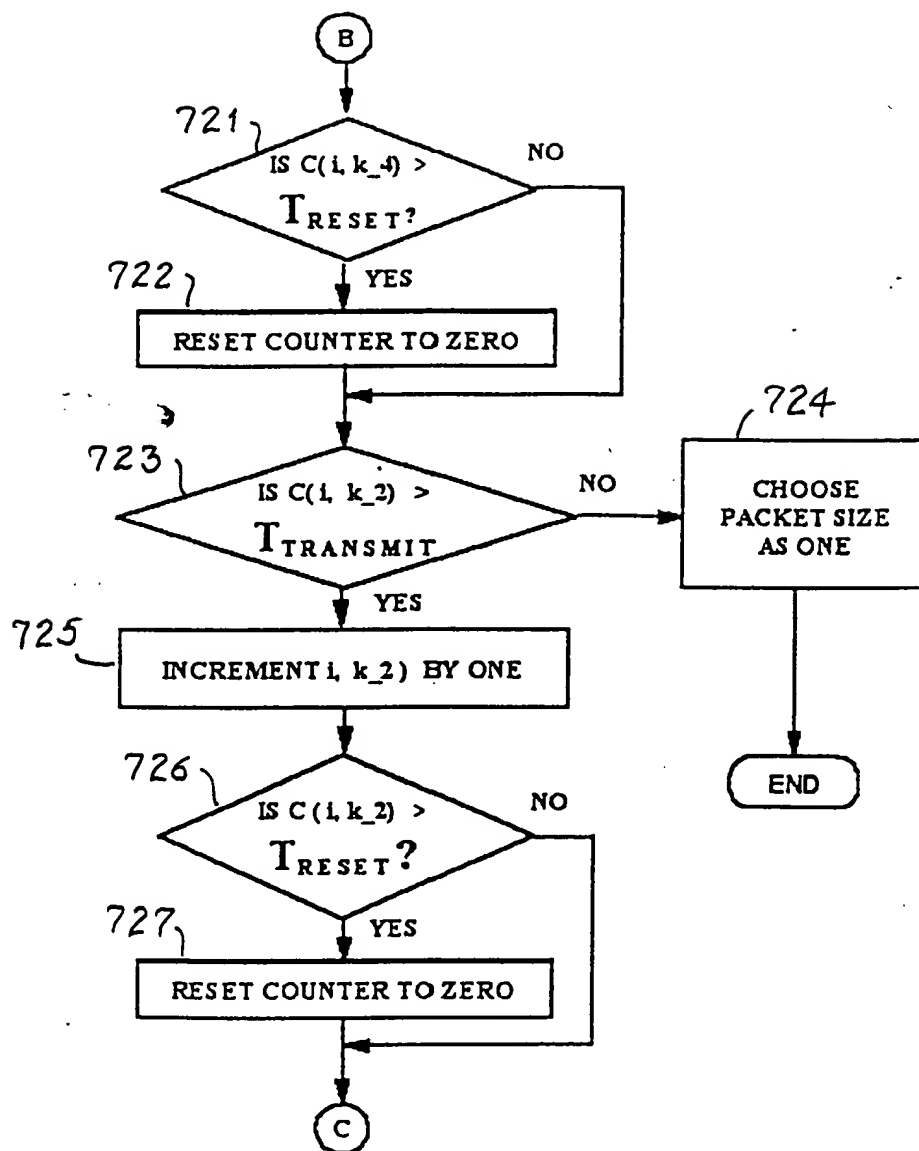 B
721
IS C(i, k_4) >
TRESET?
NO
YES
722
RESET COUNTER TO ZERO
723
IS C(i, k_2) >
TTRANSMIT
NO
724
CHOOSE
PACKET SIZE
AS ONE
YES
725
INCREMENT i, k_2) BY ONE
END
726
IS C(i, k_2) >
TRESET?
NO
YES
727
RESET COUNTER TO ZERO
C